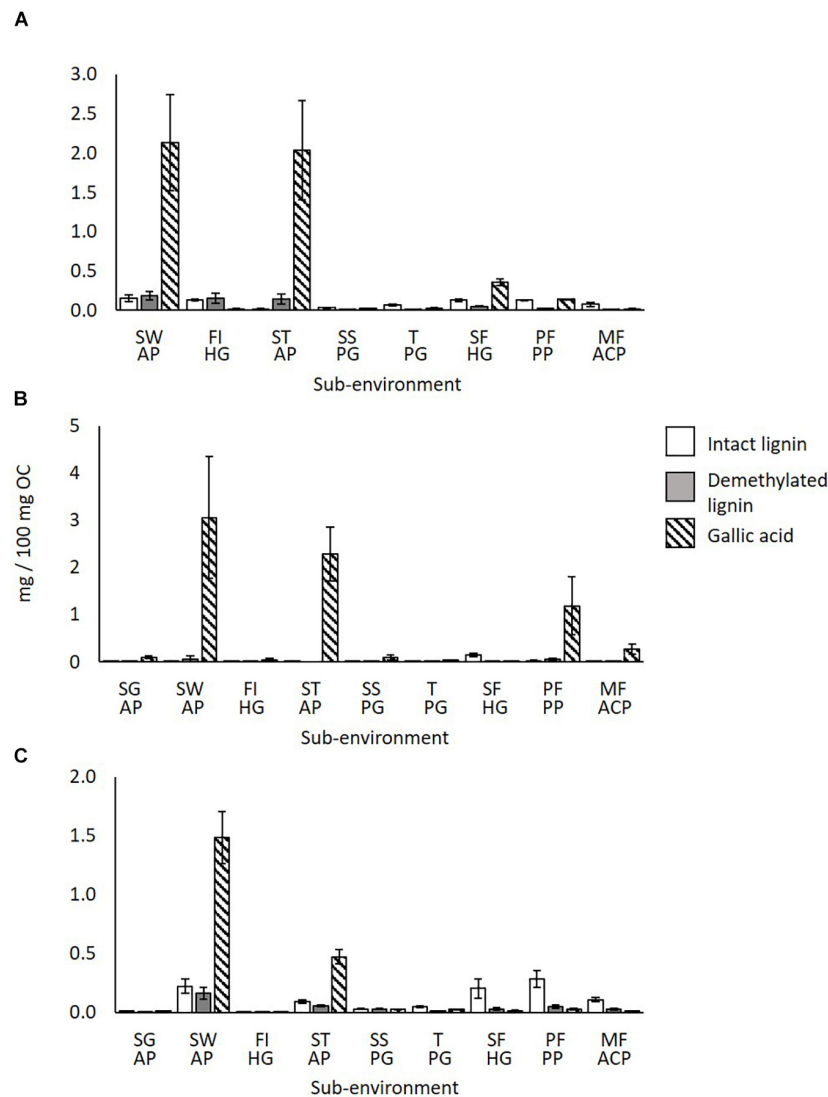 A
3.0
2.5
2.0
1.5
1.0
0.5
0.0
SW FI ST SS T SF PF MF
AP HG AP PG PG HG PP ACP
Sub-environment
B
mg / 100 mg OC
5
4
3
2
1
0
SG SW FI ST SS T SF PF MF
AP AP HG AP PG PG HG PP ACP
Sub-environment
Intact lignin
Demethylated
lignin
Gallic acid
C
2.0
1.5
1.0
0.5
0.0
SG SW FI ST SS T SF PF MF
AP AP HG AP PG PG HG PP ACP
Sub-environment